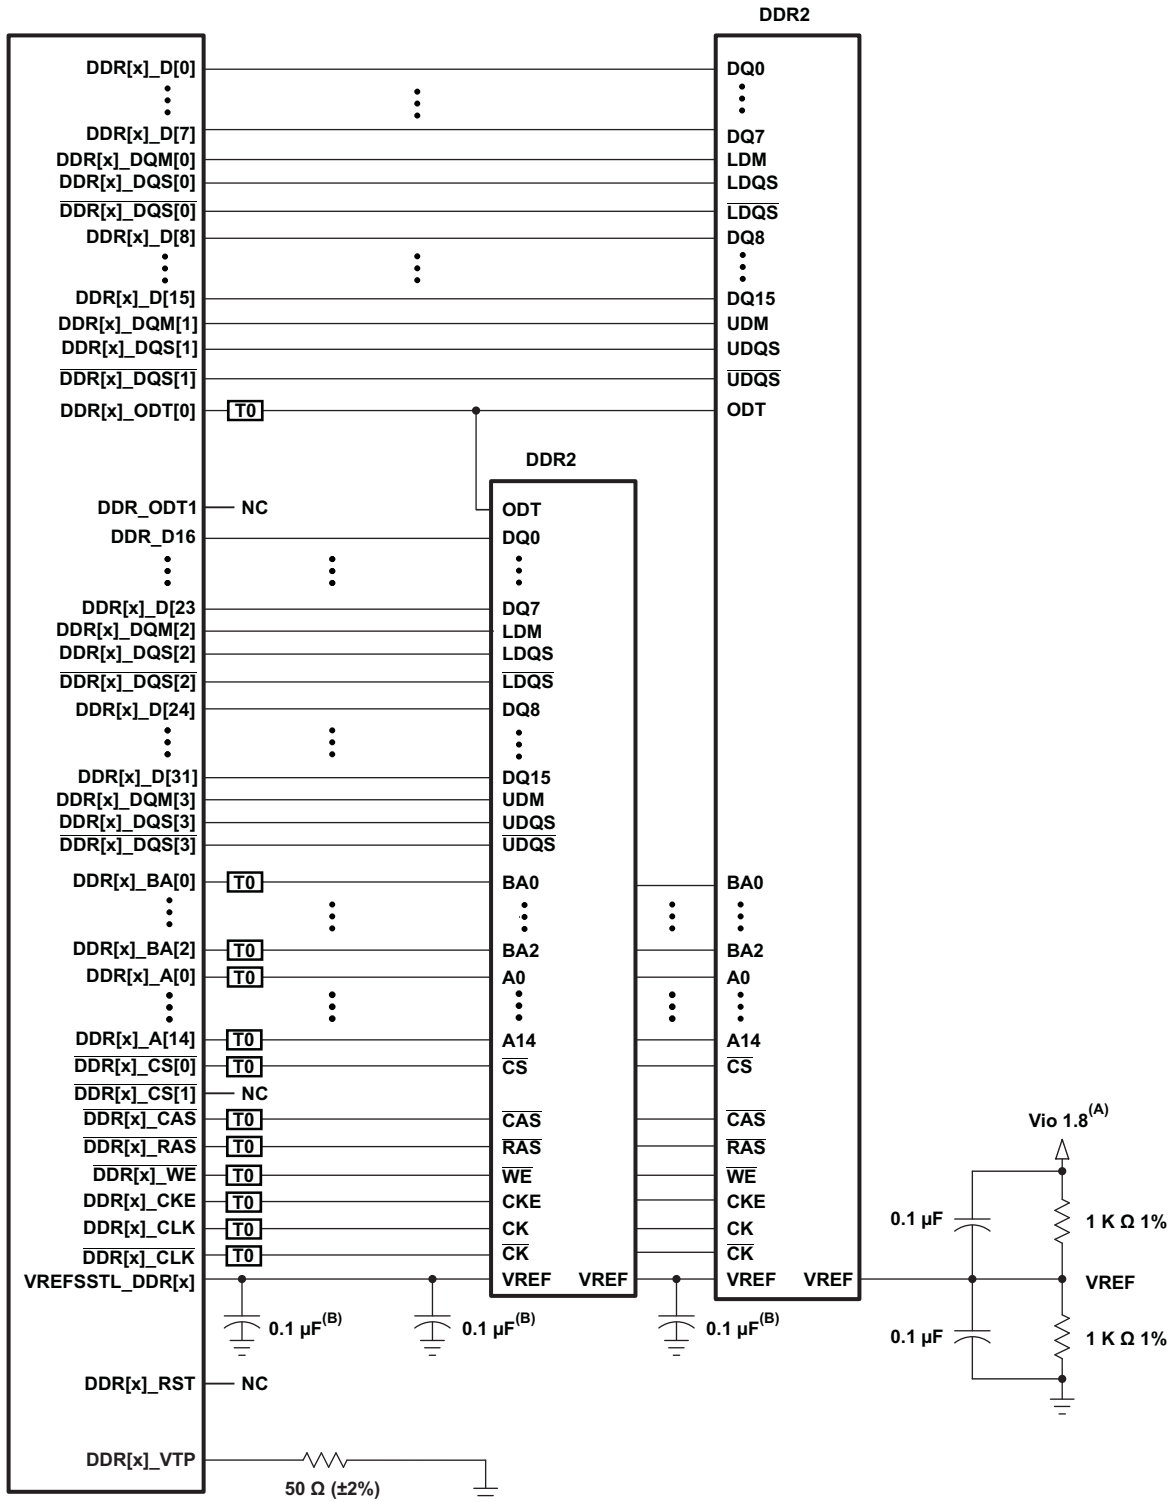 DDR2
DDR[x]_D[0] DQ0
DDR[x]_D[7] DQ7
DDR[x]_DQM[0] LDM
DDR[x]_DQS[0] LDQS
DDR[x]_DQS[0] LDQS
DDR[x]_D[8] DQ8
DDR[x]_D[15] DQ15
DDR[x]_DQM[1] UDM
DDR[x]_DQS[1] UDQS
DDR[x]_DQS[1] UDQS
DDR[x]_ODT[0] T0 ODT
DDR2
DDR_ODT1 NC ODT
DDR_D16 DQ0
DDR[x]_D[23 DQ7
DDR[x]_DQM[2] LDM
DDR[x]_DQS[2] LDQS
DDR[x]_DQS[2] LDQS
DDR[x]_D[24] DQ8
DDR[x]_D[31] DQ15
DDR[x]_DQM[3] UDM
DDR[x]_DQS[3] UDQS
DDR[x]_DQS[3] UDQS
DDR[x]_BA[0] T0 BA0 BA0
DDR[x]_BA[2] T0 BA2 BA2
DDR[x]_A[0] T0 A0 A0
DDR[x]_A[14] T0 A14 A14
DDR[x]_CS[0] T0 CS CS
DDR[x]_CS[1] NC
DDR[x]_CAS T0 CAS CAS
Vio 1.8(A)
DDR[x]_RAS T0 RAS RAS
DDR[x]_WE T0 WE WE
DDR[x]_CKE T0 CKE CKE
0.1 µF 1 K Ω 1%
DDR[x]_CLK T0 CK CK
DDR[x]_CLK T0 CK CK
VREFSSTL_DDR[x] VREF VREF VREF VREF VREF
0.1 µF(B) 0.1 µF(B) 0.1 µF(B) 0.1 µF 1 K Ω 1%
DDR[x]_RST NC
DDR[x]_VTP
50 Ω (±2%)